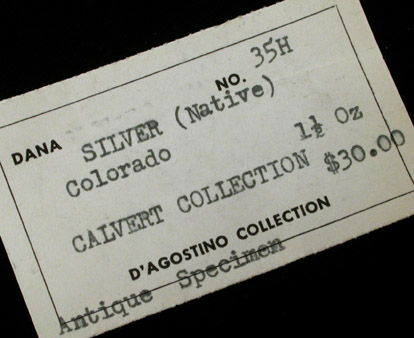 NO. 35H
DANA SILVER (Native)
Colorado
1½ Oz
CALVERT COLLECTION $30.00
D'AGOSTINO COLLECTION
Antique Specimen